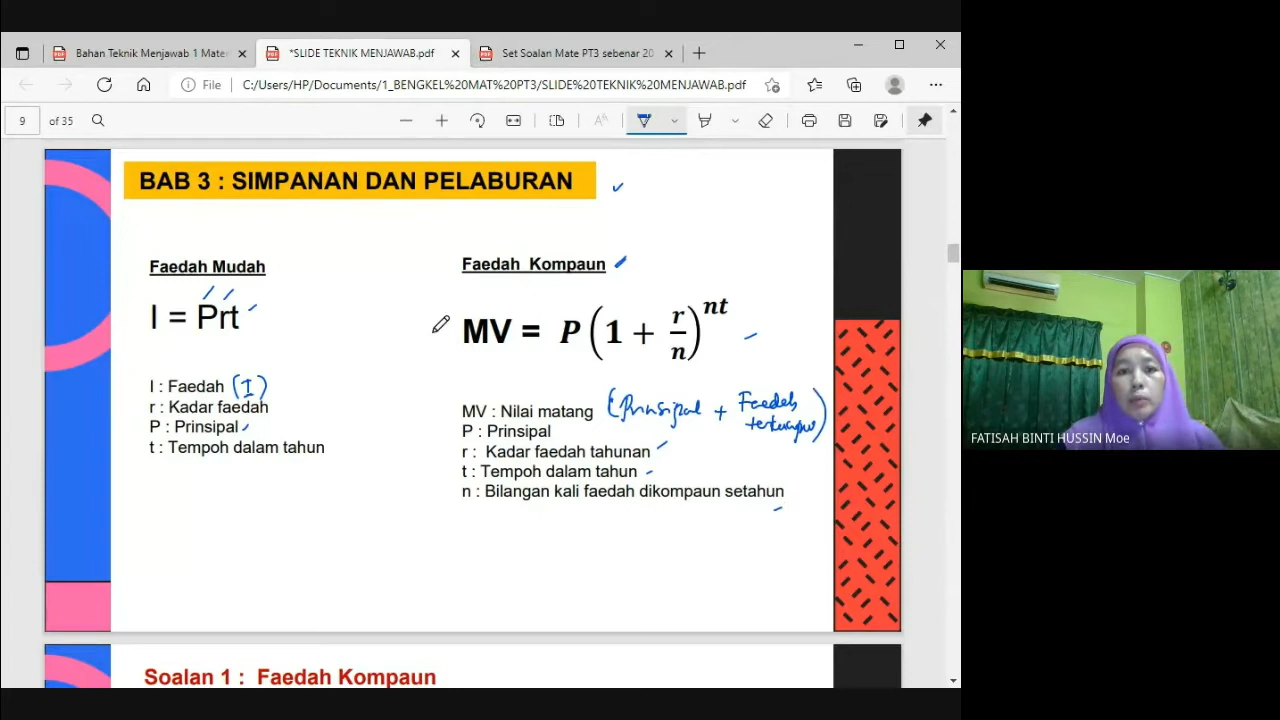 Bahan Teknik Menjawab 1 Mate
*SLIDE TEKNIK MENJAWAB.pdf
Set Soalan Mate PT3 sebenar 20
File
C:/Users/HP/Documents/1_BENGKEL%20MAT%20PT3/SLIDE%20TEKNIK%20MENJAWAB.pdf
9 of 35
BAB 3 : SIMPANAN DAN PELABURAN
Faedah Mudah
I = Prt
I : Faedah (I)
r : Kadar faedah
P : Prinsipal
t : Tempoh dalam tahun
Faedah Kompaun
MV = P(1 + r/n)^nt
MV : Nilai matang (Prinsipal + Faedah
P : Prinsipal
r : Kadar faedah tahunan
t : Tempoh dalam tahun
n : Bilangan kali faedah dikompaun setahun
Soalan 1 : Faedah Kompaun
FATISAH BINTI HUSSIN Moe